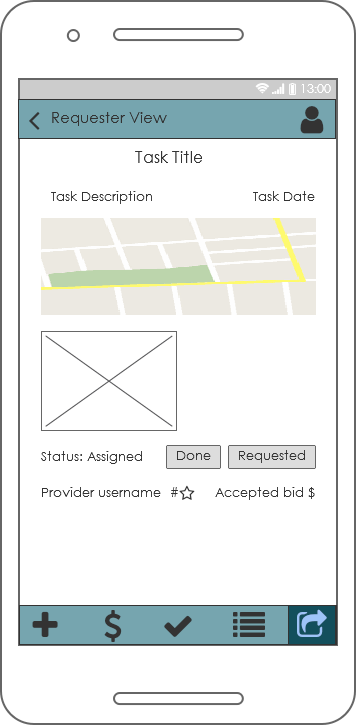 13:00
Requester View
Task Title
Task Description Task Date
Status: Assigned Done Requested
Provider username #☆ Accepted bid $
$